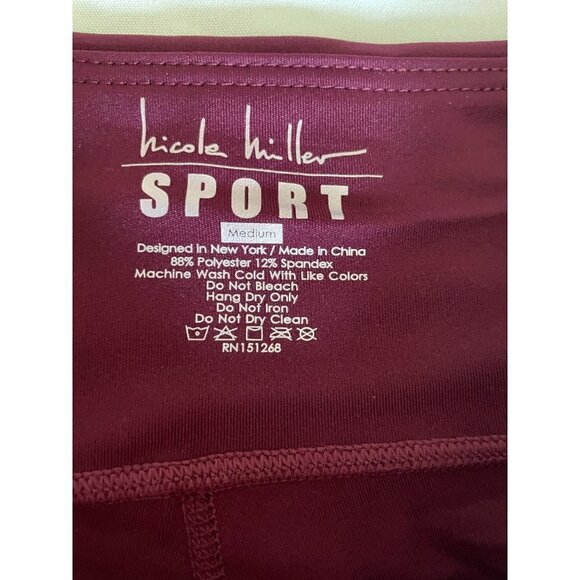 Nicole Miller
SPORT
Medium
Designed in New York / Made in China
88% Polyester 12% Spandex
Machine Wash Cold With Like Colors
Do Not Bleach
Hang Dry Only
Do Not Iron
Do Not Dry Clean
RN151268